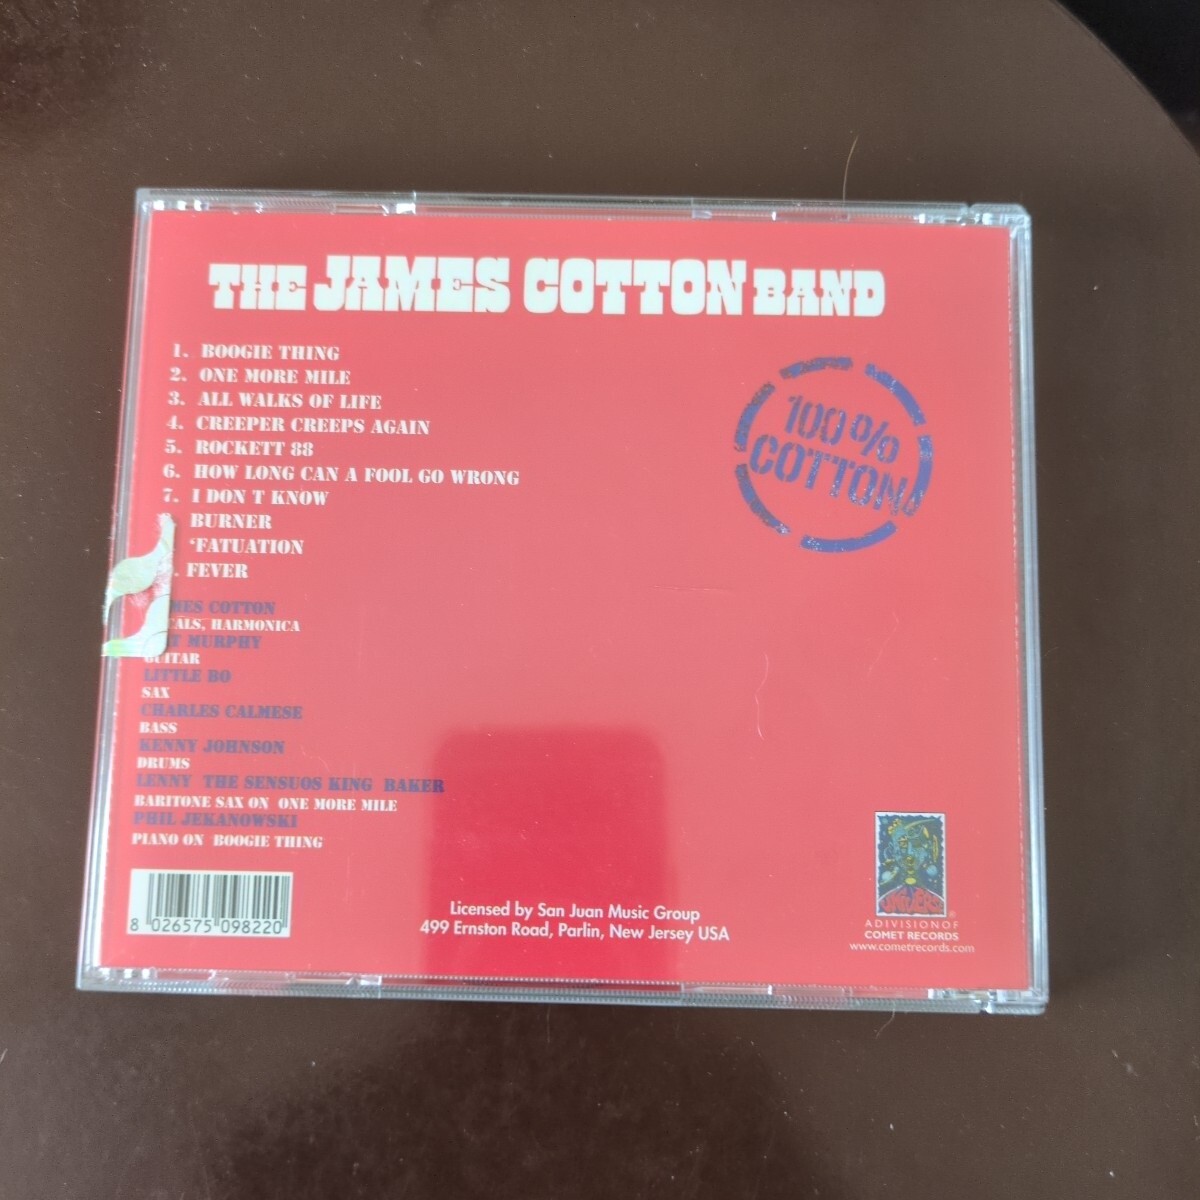 THE JAMES COTTON BAND
1. BOOGIE THING
2. ONE MORE MILE
3. ALL WALKS OF LIFE
4. CREEPER CREEPS AGAIN
5. ROCKETT 88
6. HOW LONG CAN A FOOL GO WRONG
7. I DON T KNOW
BURNER
‘FATUATION
. FEVER
100% COTTON
COTTON
HARMONICA
MURPHY
GUITAR
LITTLE BO
SAX
CHARLES CALMESE
BASS
KENNY JOHNSON
DRUMS
LENNY THE SENSUOS KING BAKER
BARITONE SAX ON ONE MORE MILE
PHIL JEKANOWSKI
PIANO ON BOOGIE THING
8 026575 098220
Licensed by San Juan Music Group
499 Ernston Road, Parlin, New Jersey USA
A DIVISION OF
COMET RECORDS
www.cometrecords.com